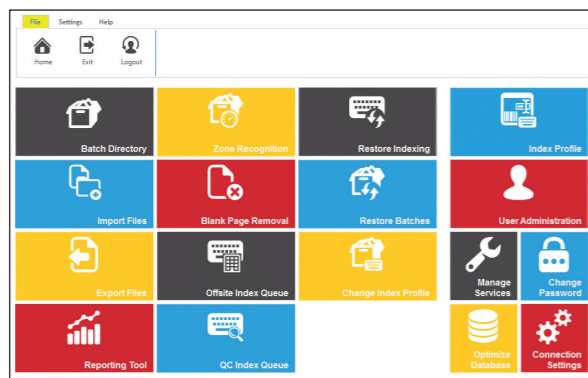 File Settings Help
Home Exit Logout
Batch Directory Zone Recognition Restore Indexing Index Profile
Import Files Blank Page Removal Restore Batches User Administration
Export Files Offsite Index Queue Change Index Profile Manage Services Change Password
Reporting Tool QC Index Queue Optimize Database Connection Settings